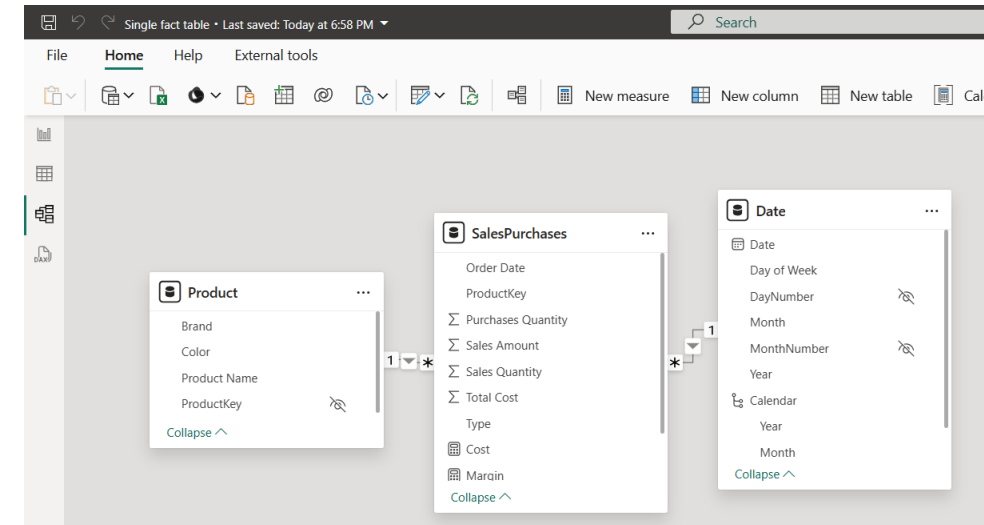 Single fact table • Last saved: Today at 6:58 PM
Search
File Home Help External tools
New measure New column New table Cal
DAX
Product
Brand
Color
Product Name
ProductKey
Collapse
1
*
SalesPurchases
Order Date
ProductKey
Purchases Quantity
Sales Amount
Sales Quantity
Total Cost
Type
Cost
Margin
Collapse
*
1
Date
Date
Day of Week
DayNumber
Month
MonthNumber
Year
Calendar
Year
Month
Collapse